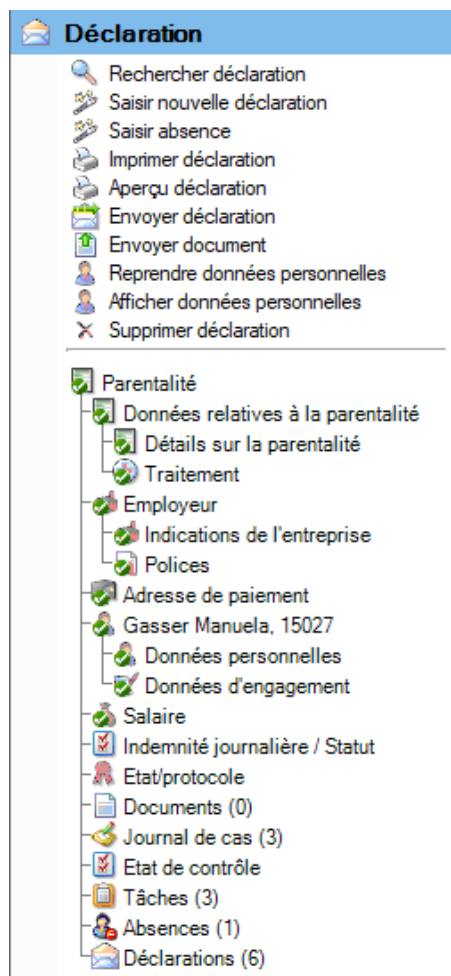 Déclaration
Rechercher déclaration
Saisir nouvelle déclaration
Saisir absence
Imprimer déclaration
Aperçu déclaration
Envoyer déclaration
Envoyer document
Reprendre données personnelles
Afficher données personnelles
Supprimer déclaration
Parentalité
Données relatives à la parentalité
Détails sur la parentalité
Traitement
Employeur
Indications de l'entreprise
Polices
Adresse de paiement
Gasser Manuela, 15027
Données personnelles
Données d'engagement
Salaire
Indemnité journalière / Statut
Etat/protocole
Documents (0)
Journal de cas (3)
Etat de contrôle
Tâches (3)
Absences (1)
Déclarations (6)